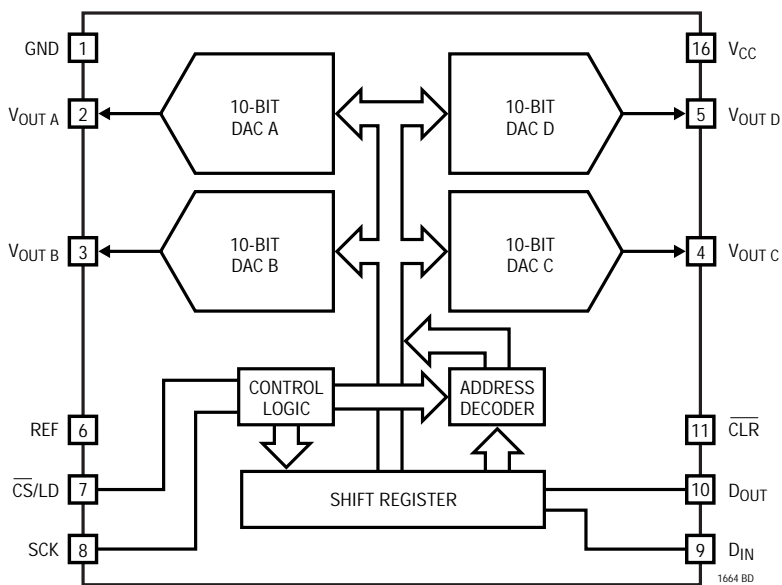 GND 1
16 VCC
10-BIT
DAC A
10-BIT
DAC D
VOUT A 2
5 VOUT D
10-BIT
DAC B
10-BIT
DAC C
VOUT B 3
4 VOUT C
CONTROL
LOGIC
ADDRESS
DECODER
REF 6
11 C̅L̅R̅
C̅S̅/LD 7
SHIFT REGISTER
10 DOUT
SCK 8
9 DIN
1664 BD